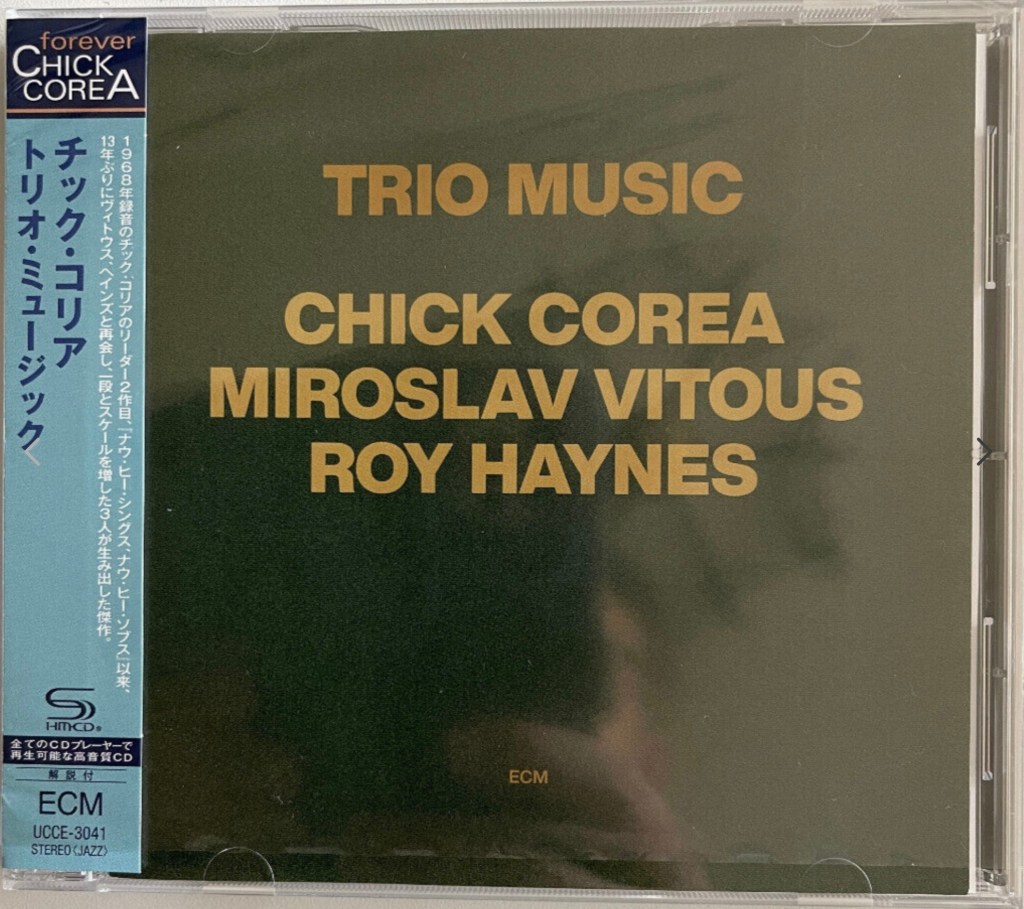 forever
CHICK
COREA
チック・コリア
トリオ・ミュージック
1968年録音のチック・コリアのリーダー2作目、『ナウ・ヒー・シングス、ナウ・ヒー・ソブス』以来、
13年ぶりにヴィトウス、ヘインズと再会し、一段とスケールを増した3人が生み出した傑作。
SHM-CD®
全てのCDプレーヤーで
再生可能な高音質CD
解説付
ECM
UCCE-3041
STEREO〈JAZZ〉
TRIO MUSIC
CHICK COREA
MIROSLAV VITOUS
ROY HAYNES
ECM